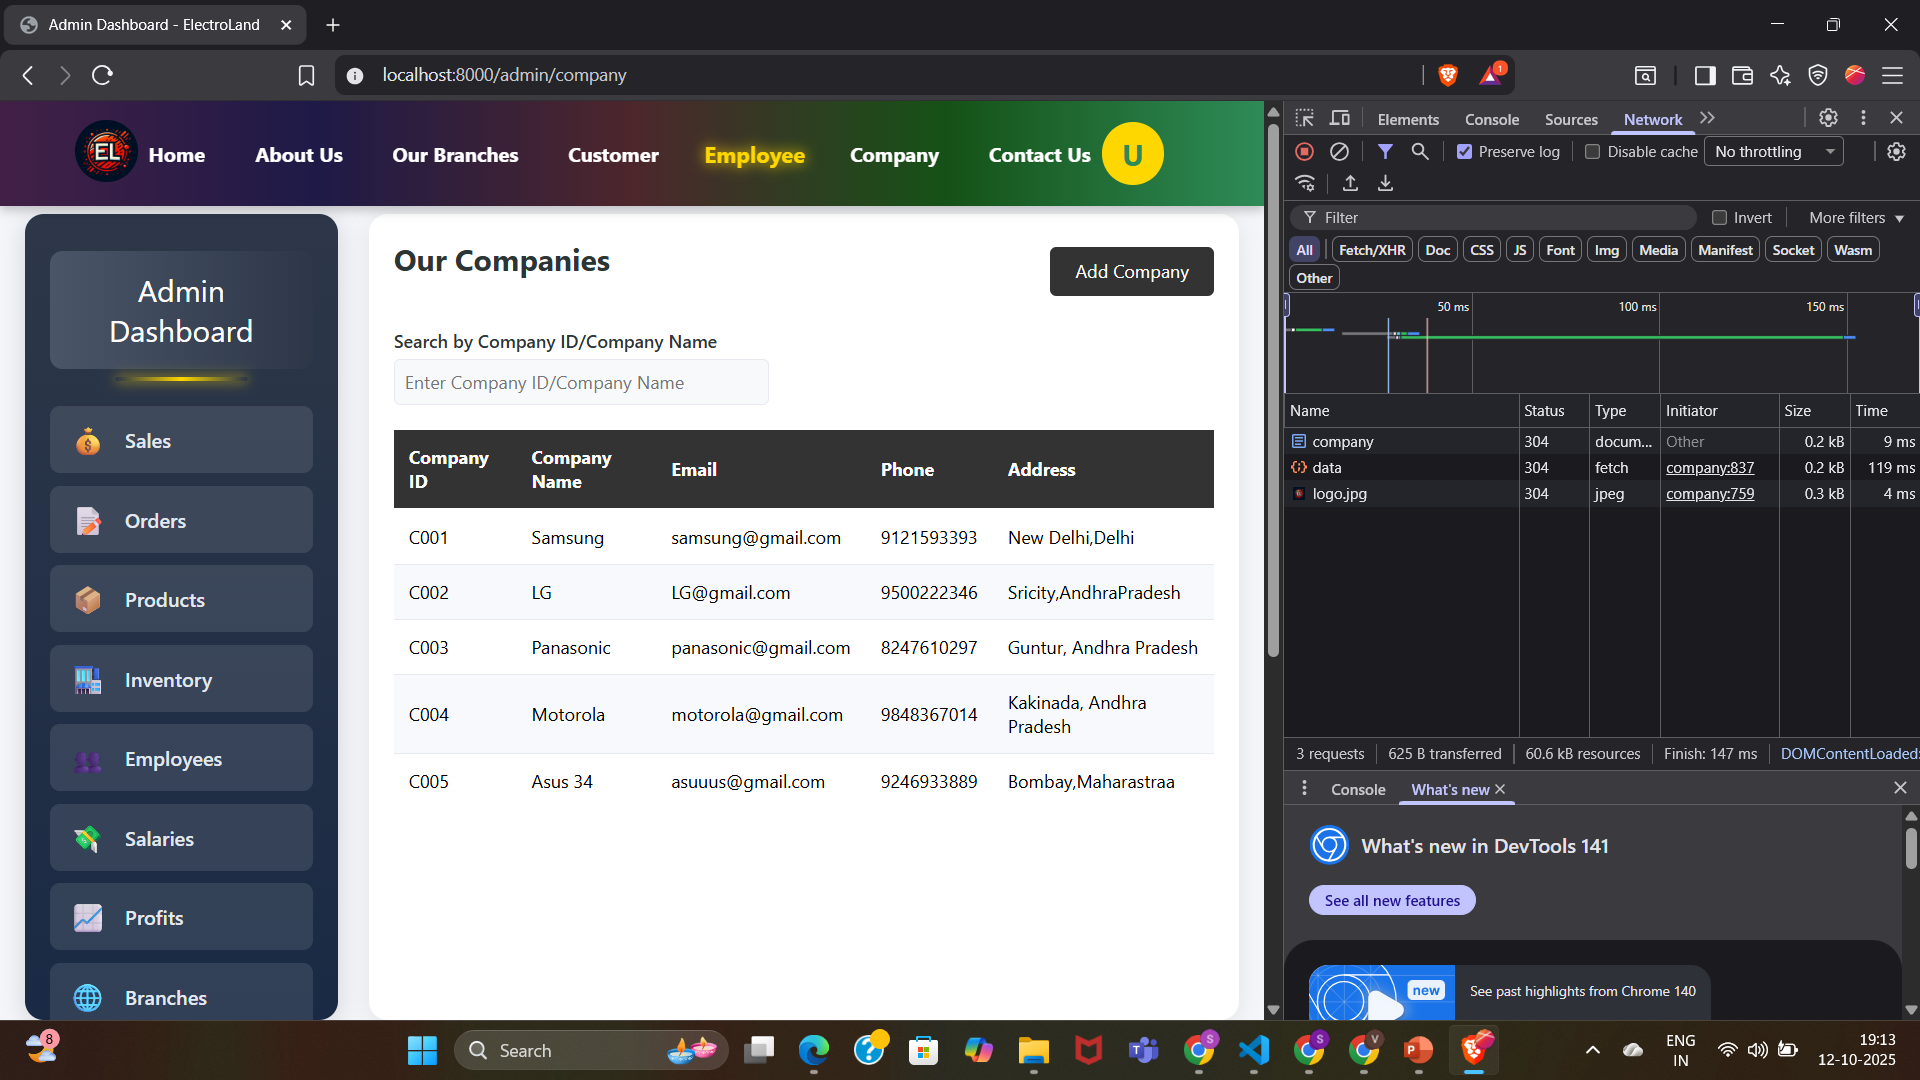 Admin Dashboard - ElectroLand
localhost:8000/admin/company
1
EL
Home
About Us
Our Branches
Customer
Employee
Company
Contact Us
U
Admin
Dashboard
Sales
Orders
Products
Inventory
Employees
Salaries
Profits
Branches
Our Companies
Add Company
Search by Company ID/Company Name
Enter Company ID/Company Name
Company ID Company Name Email Phone Address
C001 Samsung samsung@gmail.com 9121593393 New Delhi,Delhi
C002 LG LG@gmail.com 9500222346 Sricity,AndhraPradesh
C003 Panasonic panasonic@gmail.com 8247610297 Guntur, Andhra Pradesh
C004 Motorola motorola@gmail.com 9848367014 Kakinada, Andhra Pradesh
C005 Asus 34 asuuus@gmail.com 9246933889 Bombay,Maharastraa
Elements Console Sources Network
Preserve log Disable cache No throttling
Filter Invert More filters
All Fetch/XHR Doc CSS JS Font Img Media Manifest Socket Wasm
Other
50 ms 100 ms 150 ms
Name Status Type Initiator Size Time
company 304 docum... Other 0.2 kB 9 ms
data 304 fetch company:837 0.2 kB 119 ms
logo.jpg 304 jpeg company:759 0.3 kB 4 ms
3 requests 625 B transferred 60.6 kB resources Finish: 147 ms DOMContentLoaded:
Console What's new
What's new in DevTools 141
See all new features
new
See past highlights from Chrome 140
8
Search
S
S
V
T
P
ENG
IN
19:13
12-10-2025